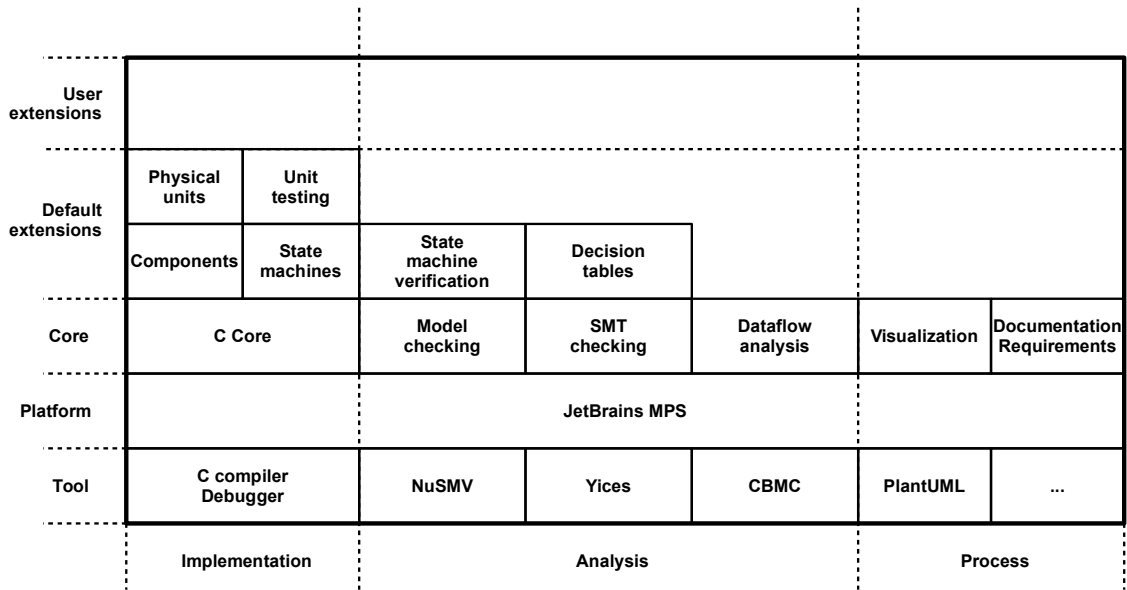 User
extensions
Physical
units
Unit
testing
Default
extensions
Components
State
machines
State
machine
verification
Decision
tables
Core
C Core
Model
checking
SMT
checking
Dataflow
analysis
Visualization
Documentation
Requirements
Platform
JetBrains MPS
Tool
C compiler
Debugger
NuSMV
Yices
CBMC
PlantUML
...
Implementation
Analysis
Process